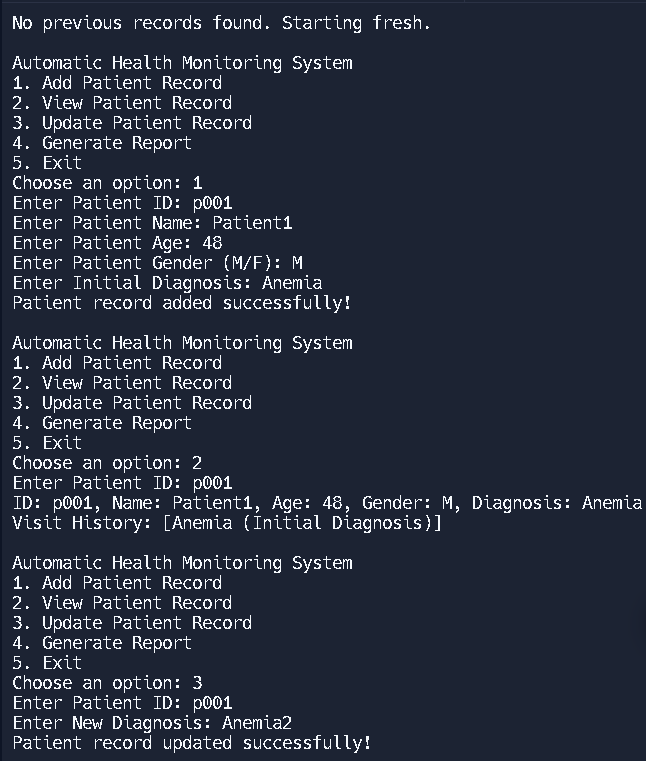 No previous records found. Starting fresh.
Automatic Health Monitoring System
1. Add Patient Record
2. View Patient Record
3. Update Patient Record
4. Generate Report
5. Exit
Choose an option: 1
Enter Patient ID: p001
Enter Patient Name: Patient1
Enter Patient Age: 48
Enter Patient Gender (M/F): M
Enter Initial Diagnosis: Anemia
Patient record added successfully!
Automatic Health Monitoring System
1. Add Patient Record
2. View Patient Record
3. Update Patient Record
4. Generate Report
5. Exit
Choose an option: 2
Enter Patient ID: p001
ID: p001, Name: Patient1, Age: 48, Gender: M, Diagnosis: Anemia
Visit History: [Anemia (Initial Diagnosis)]
Automatic Health Monitoring System
1. Add Patient Record
2. View Patient Record
3. Update Patient Record
4. Generate Report
5. Exit
Choose an option: 3
Enter Patient ID: p001
Enter New Diagnosis: Anemia2
Patient record updated successfully!